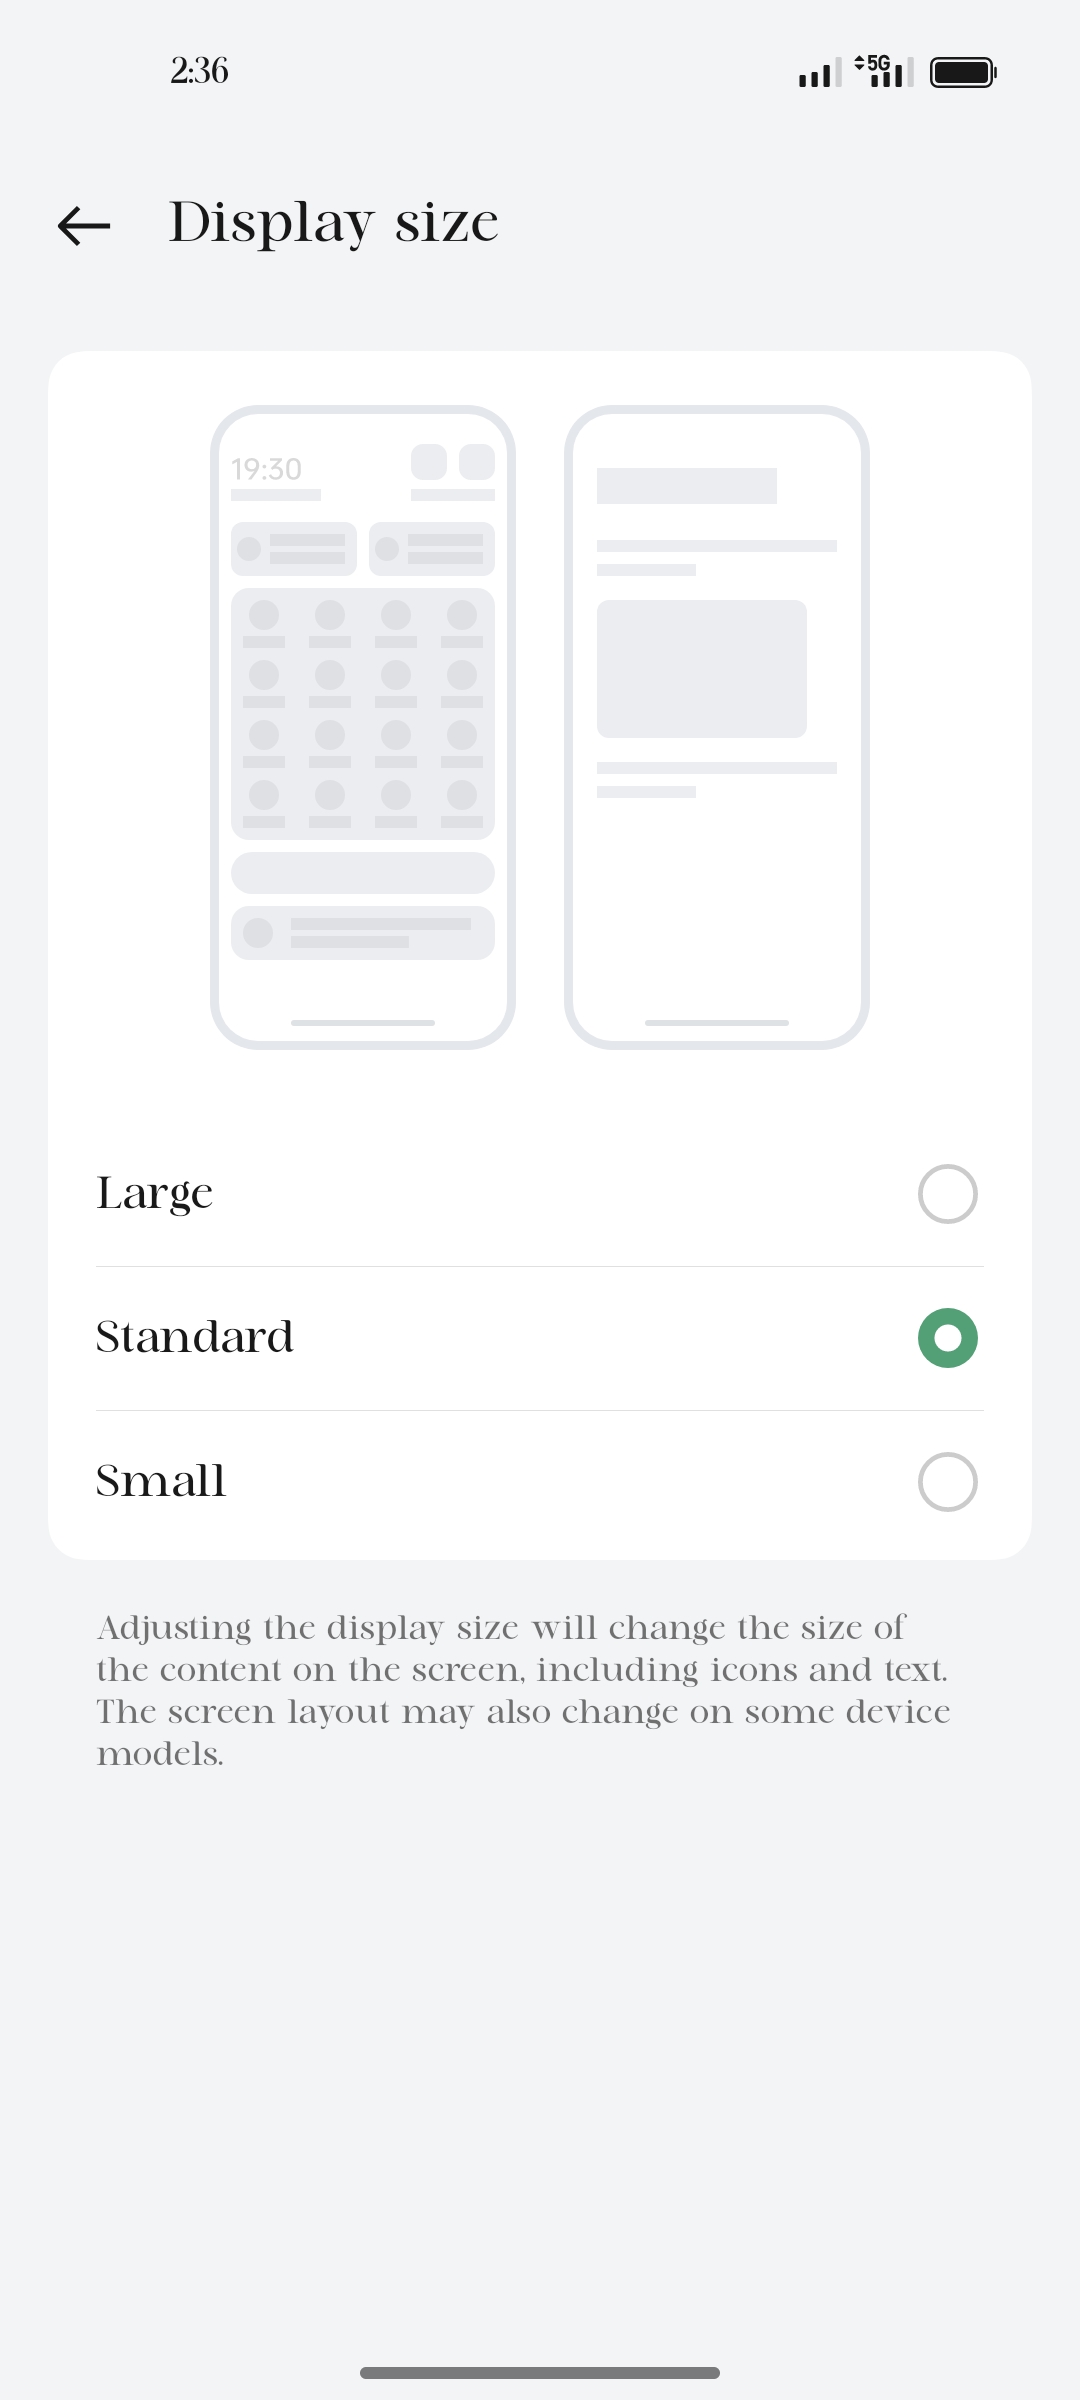 2:36
5G
Display size
19:30
Large
Standard
Small
Adjusting the display size will change the size of
the content on the screen, including icons and text.
The screen layout may also change on some device
models.